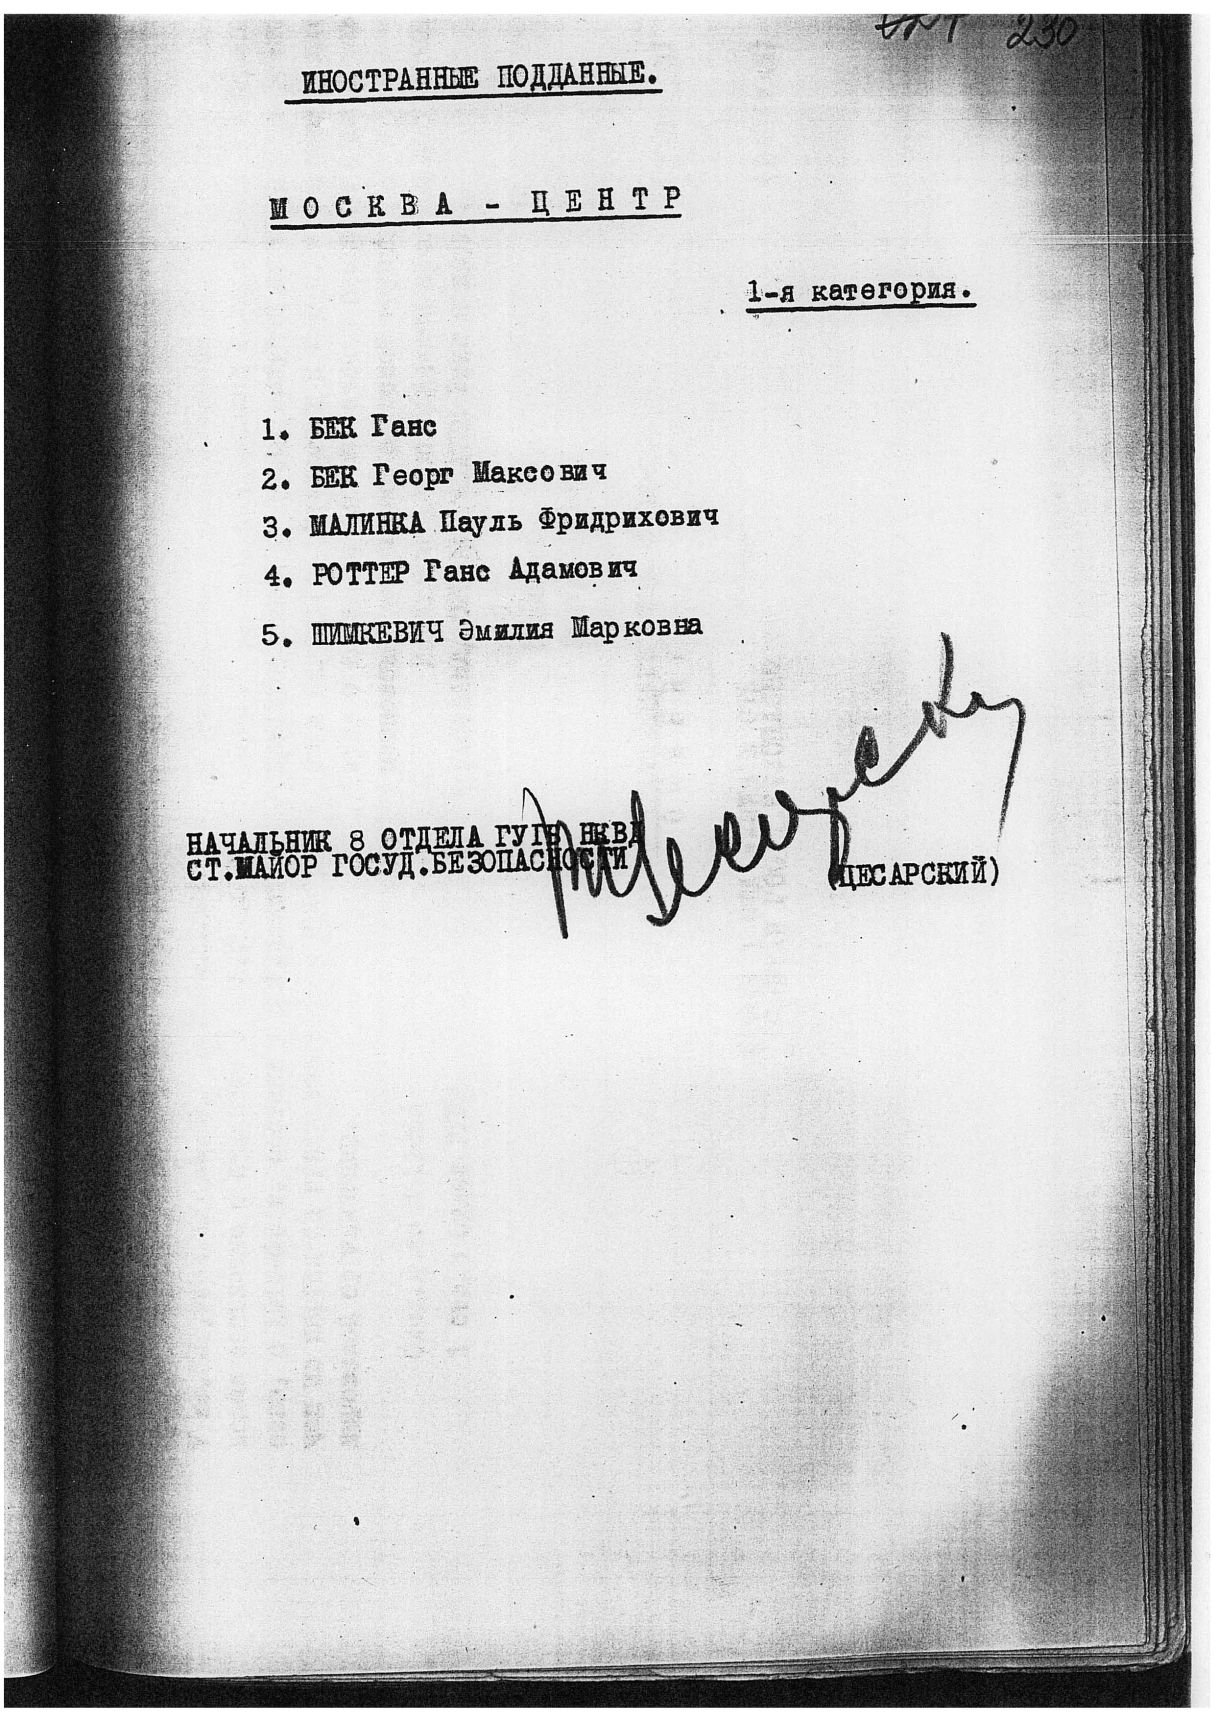 230
ИНОСТРАННЫЕ ПОДДАННЫЕ.
МОСКВА - ЦЕНТР
1-я категория.
1. БЕК Ганс
2. БЕК Георг Максович
3. МАЛИНКА Пауль Фридрихович
4. РОТТЕР Ганс Адамович
5. ШИМКЕВИЧ Эмилия Марковна
НАЧАЛЬНИК 8 ОТДЕЛА ГУГБ НКВД
СТ.МАЙОР ГОСУД.БЕЗОПАСНОСТИ
(ЦЕСАРСКИЙ)